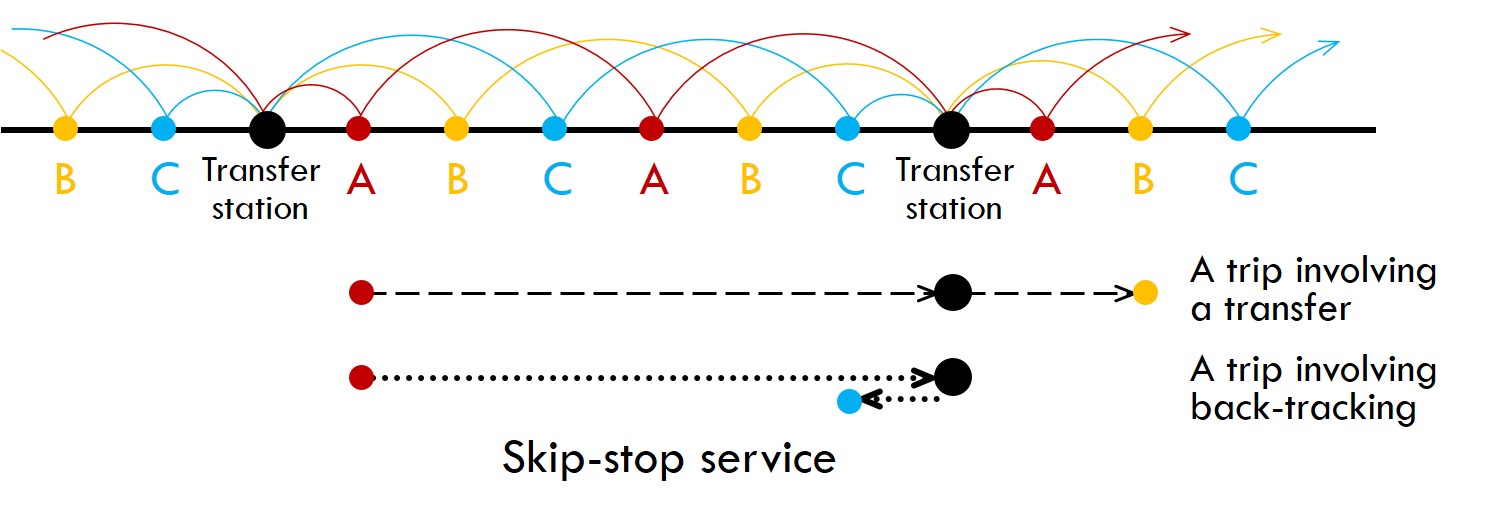 B C Transfer station A B C A B C Transfer station A B C
A trip involving
a transfer
A trip involving
back-tracking
Skip-stop service